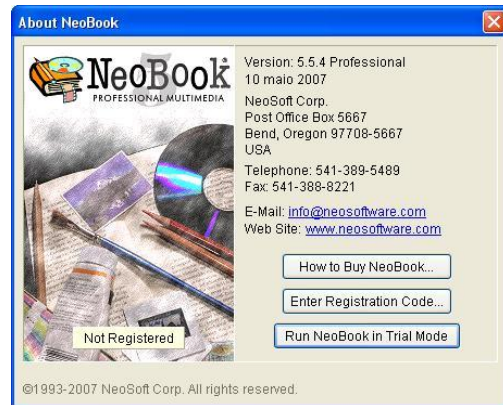 About NeoBook
NeoBook
PROFESSIONAL MULTIMEDIA
Not Registered
Version: 5.5.4 Professional
10 maio 2007
NeoSoft Corp.
Post Office Box 5667
Bend, Oregon 97708-5667
USA
Telephone: 541-389-5489
Fax: 541-388-8221
E-Mail: info@neosoftware.com
Web Site: www.neosoftware.com
How to Buy NeoBook...
Enter Registration Code...
Run NeoBook in Trial Mode
©1993-2007 NeoSoft Corp. All rights reserved.